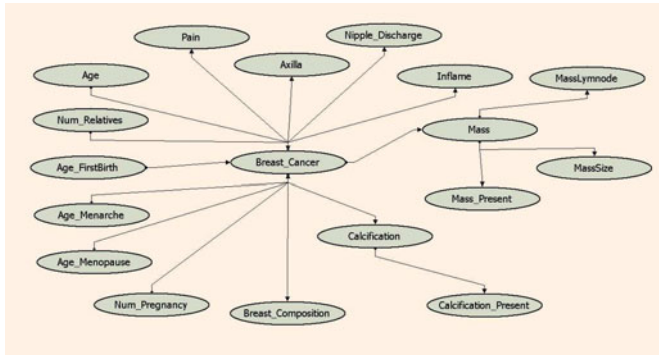 Pain
Nipple_Discharge
Axilla
Age
Inflame
MassLymnode
Num_Relatives
Mass
Age_FirstBirth
Breast_Cancer
MassSize
Mass_Present
Age_Menarche
Calcification
Age_Menopause
Num_Pregnancy
Breast_Composition
Calcification_Present